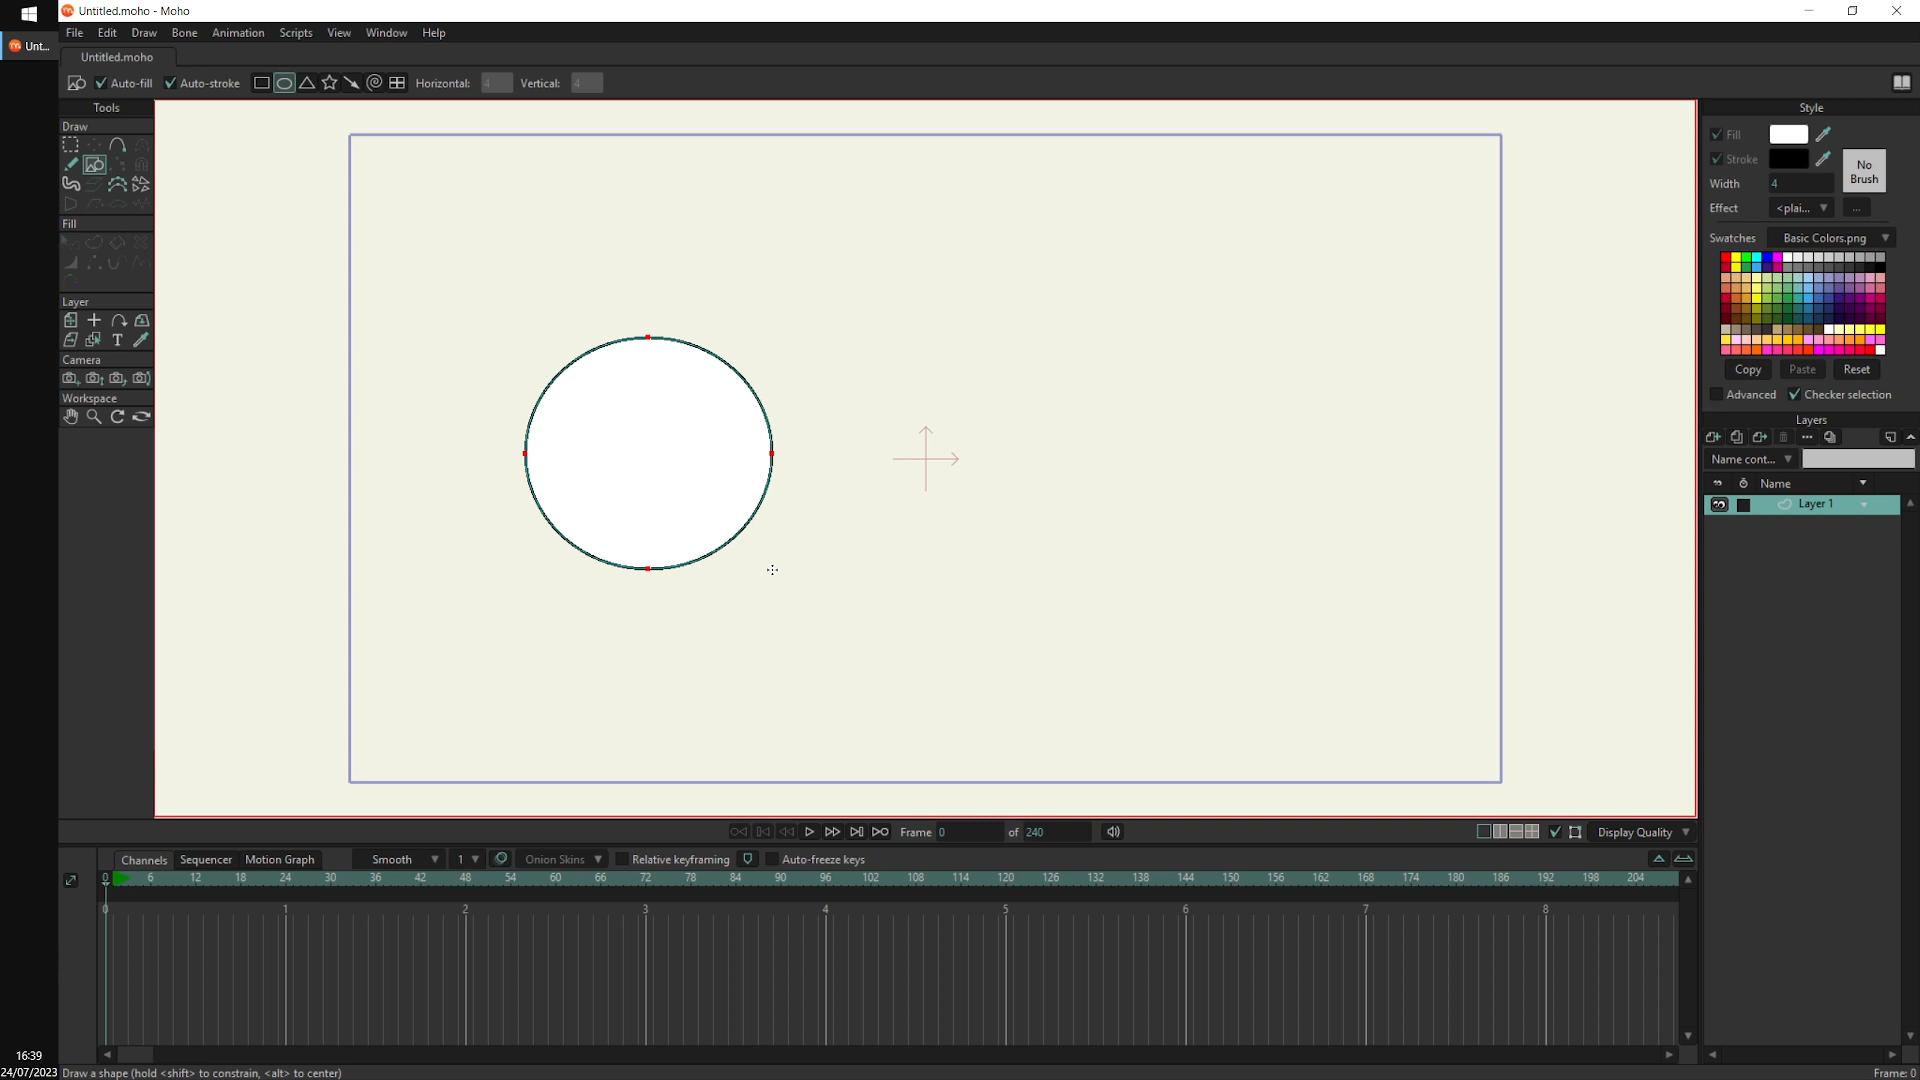 Untitled.moho - Moho
Unt...
File Edit Draw Bone Animation Scripts View Window Help
Untitled.moho
Auto-fill Auto-stroke Horizontal: 4 Vertical: 4
Tools
Draw
Fill
Layer
Camera
Workspace
Style
Fill
Stroke
No
Brush
Width 4
Effect <plai... ...
Swatches Basic Colors.png
Copy Paste Reset
Advanced Checker selection
Layers
Name cont...
Name
Layer 1
Frame 0 of 240 Display Quality
Channels Sequencer Motion Graph Smooth 1 Onion Skins Relative keyframing Auto-freeze keys
0 6 12 18 24 30 36 42 48 54 60 66 72 78 84 90 96 102 108 114 120 126 132 138 144 150 156 162 168 174 180 186 192 198 204
0 1 2 3 4 5 6 7 8
16:39
24/07/2023
Draw a shape (hold <shift> to constrain, <alt> to center) Frame: 0